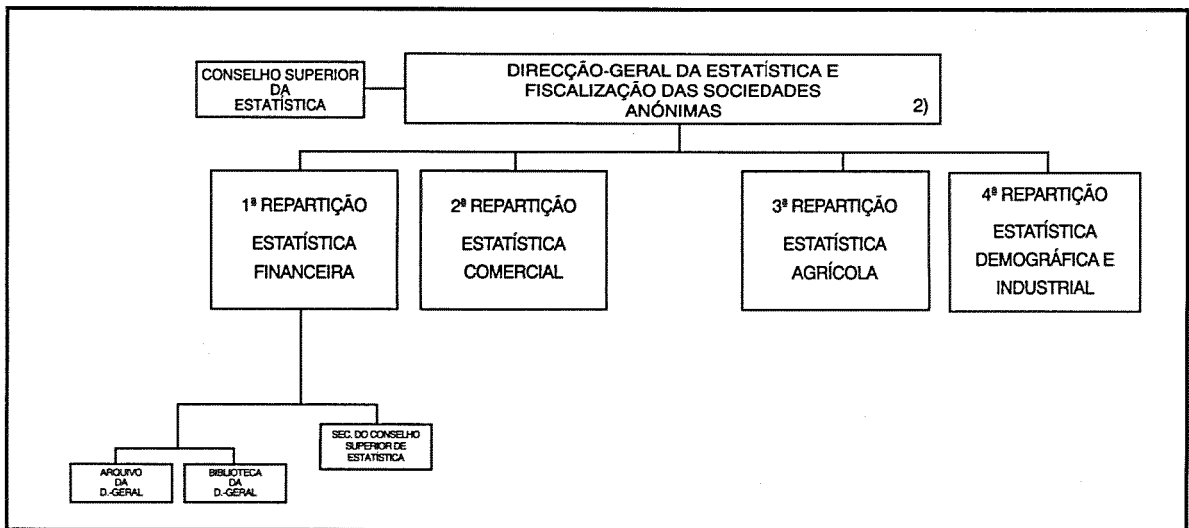 CONSELHO SUPERIOR
DA
ESTATÍSTICA
DIRECÇÃO-GERAL DA ESTATÍSTICA E
FISCALIZAÇÃO DAS SOCIEDADES
ANÓNIMAS
2)
1ª REPARTIÇÃO
ESTATÍSTICA
FINANCEIRA
2ª REPARTIÇÃO
ESTATÍSTICA
COMERCIAL
3ª REPARTIÇÃO
ESTATÍSTICA
AGRÍCOLA
4ª REPARTIÇÃO
ESTATÍSTICA
DEMOGRÁFICA E
INDUSTRIAL
SEC. DO CONSELHO
SUPERIOR DE
ESTATÍSTICA
ARQUIVO
DA
D.-GERAL
BIBLIOTECA
DA
D.-GERAL